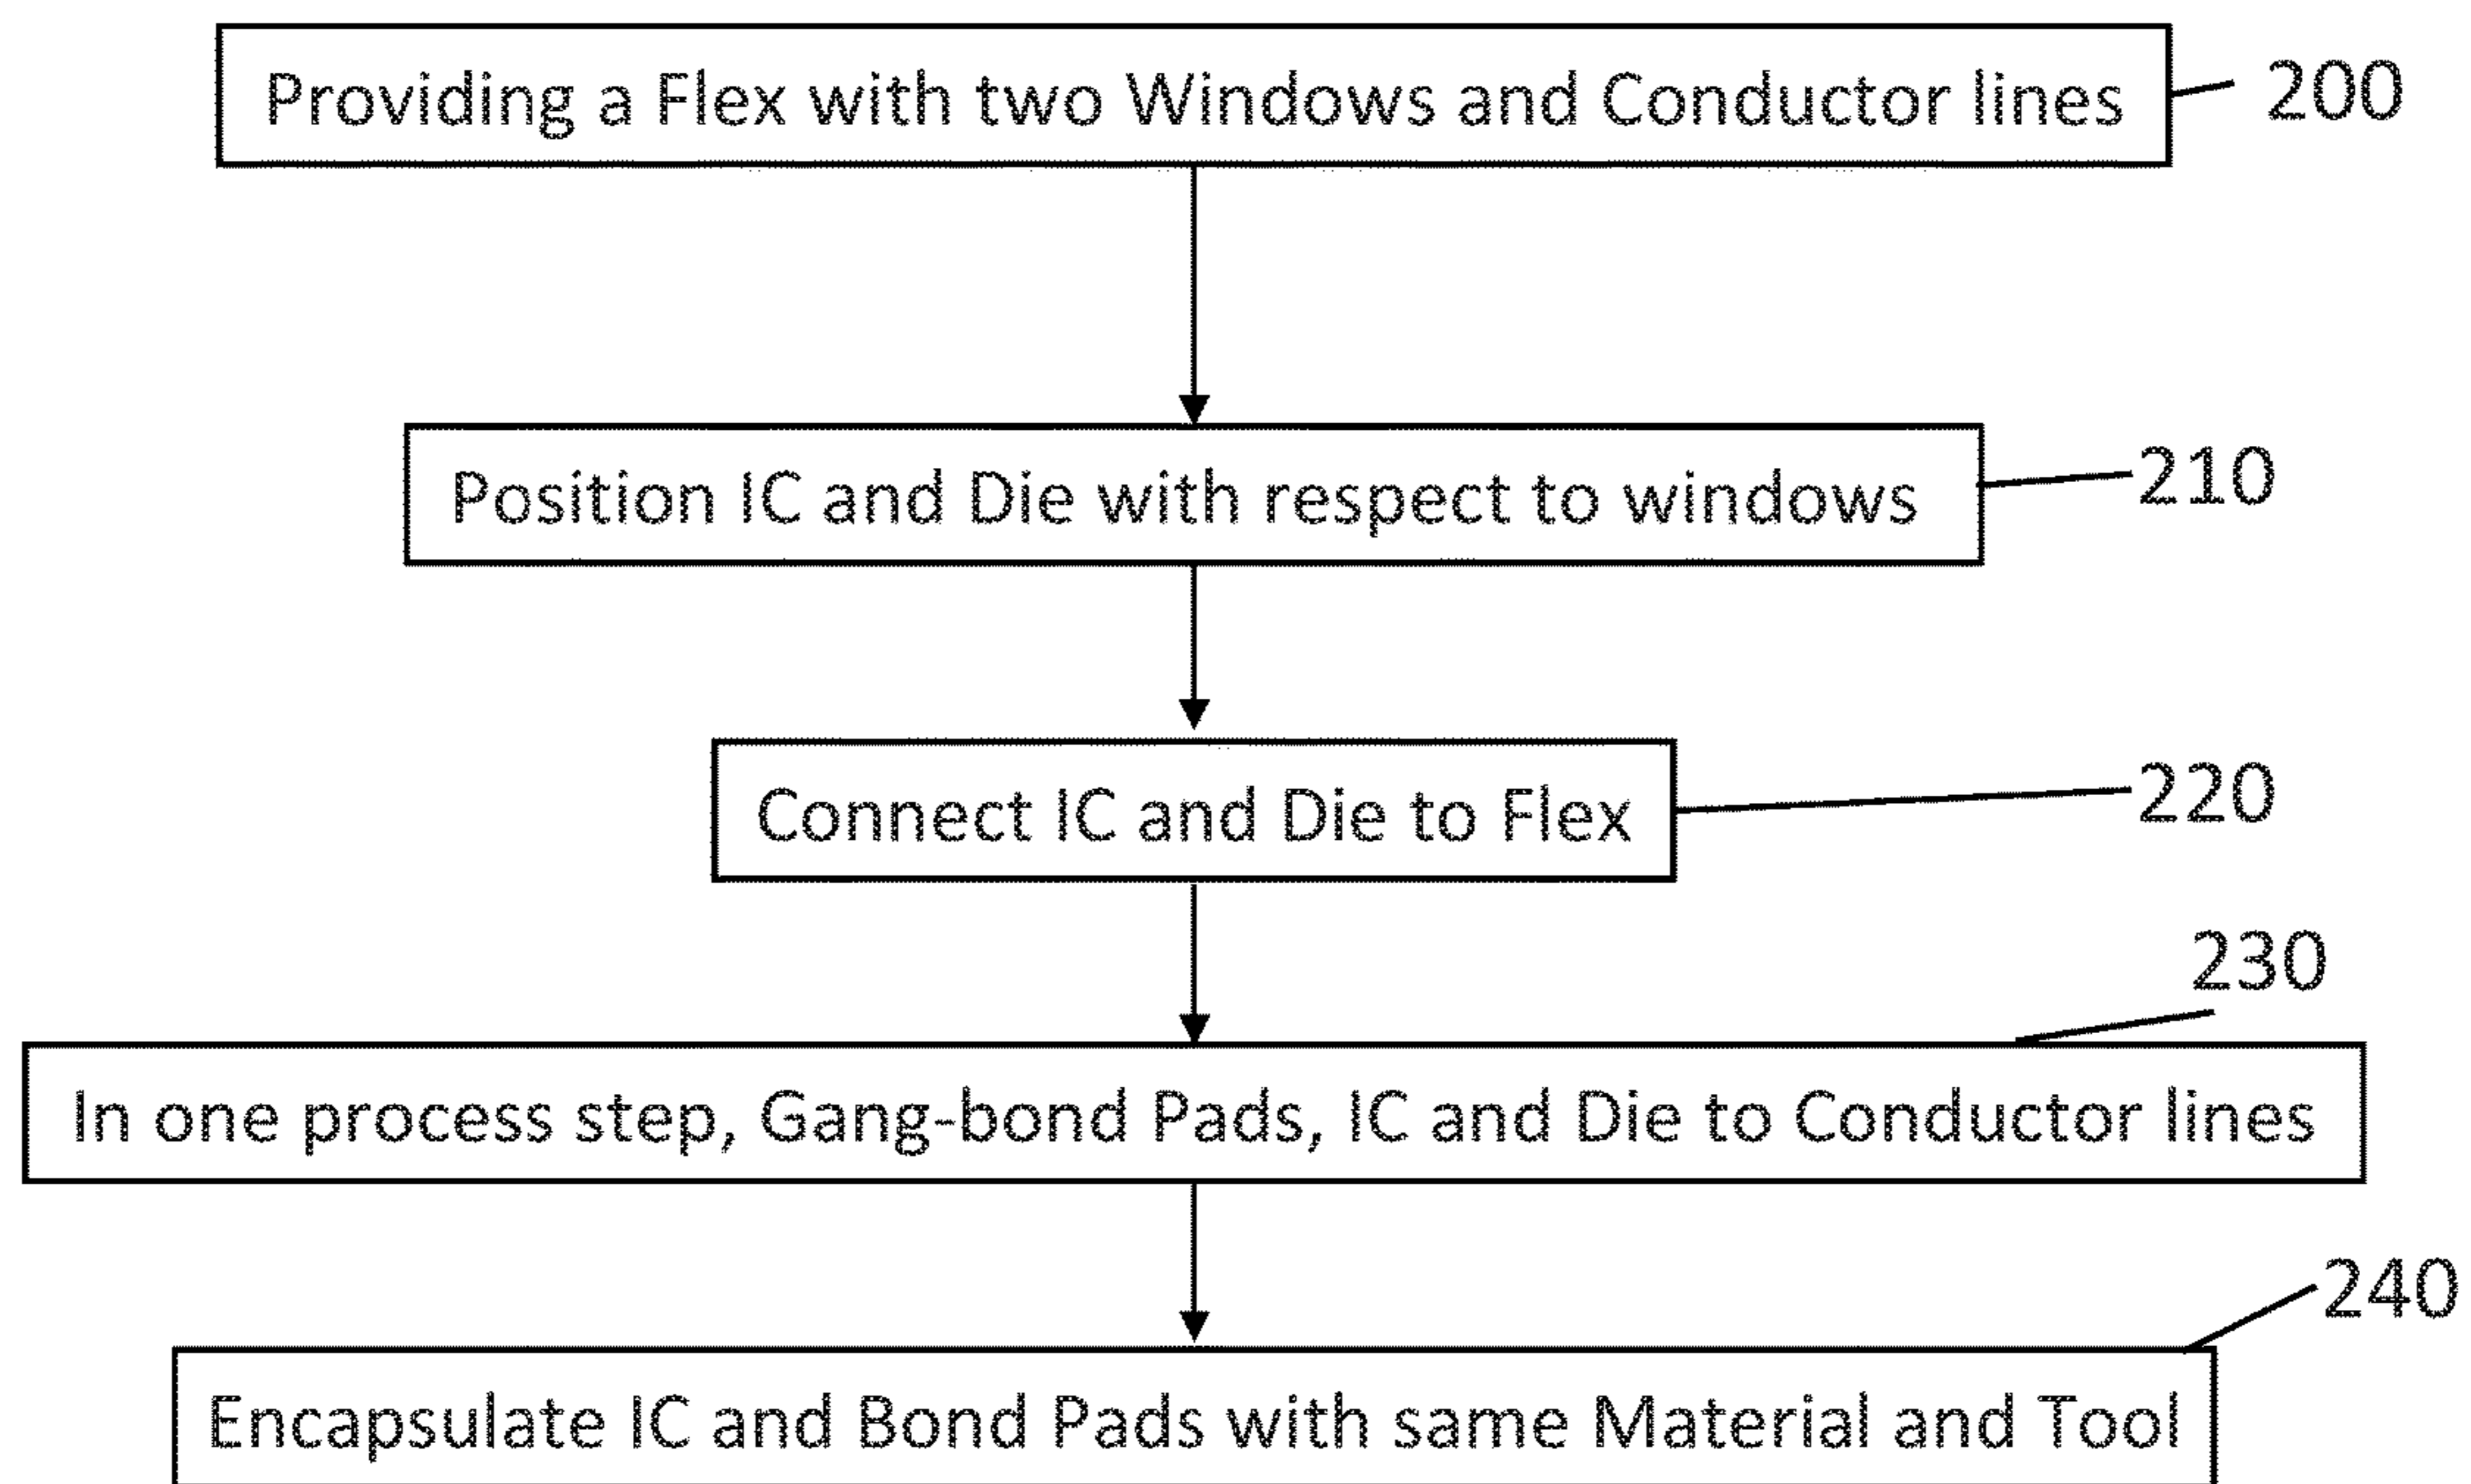 Providing a Flex with two Windows and Conductor lines
200
Position IC and Die with respect to windows
210
Connect IC and Die to Flex
220
230
In one process step, Gang-bond Pads, IC and Die to Conductor lines
240
Encapsulate IC and Bond Pads with same Material and Tool